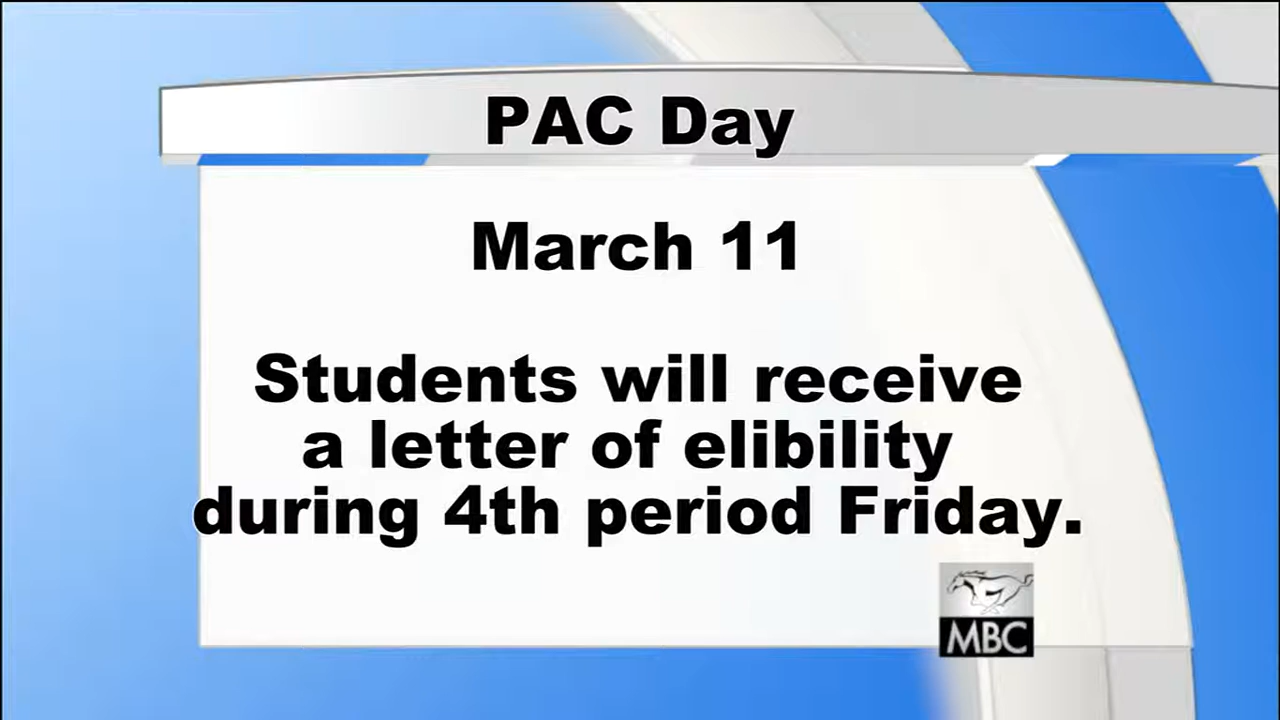 PAC Day
March 11
Students will receive
a letter of elibility
during 4th period Friday.
MBC